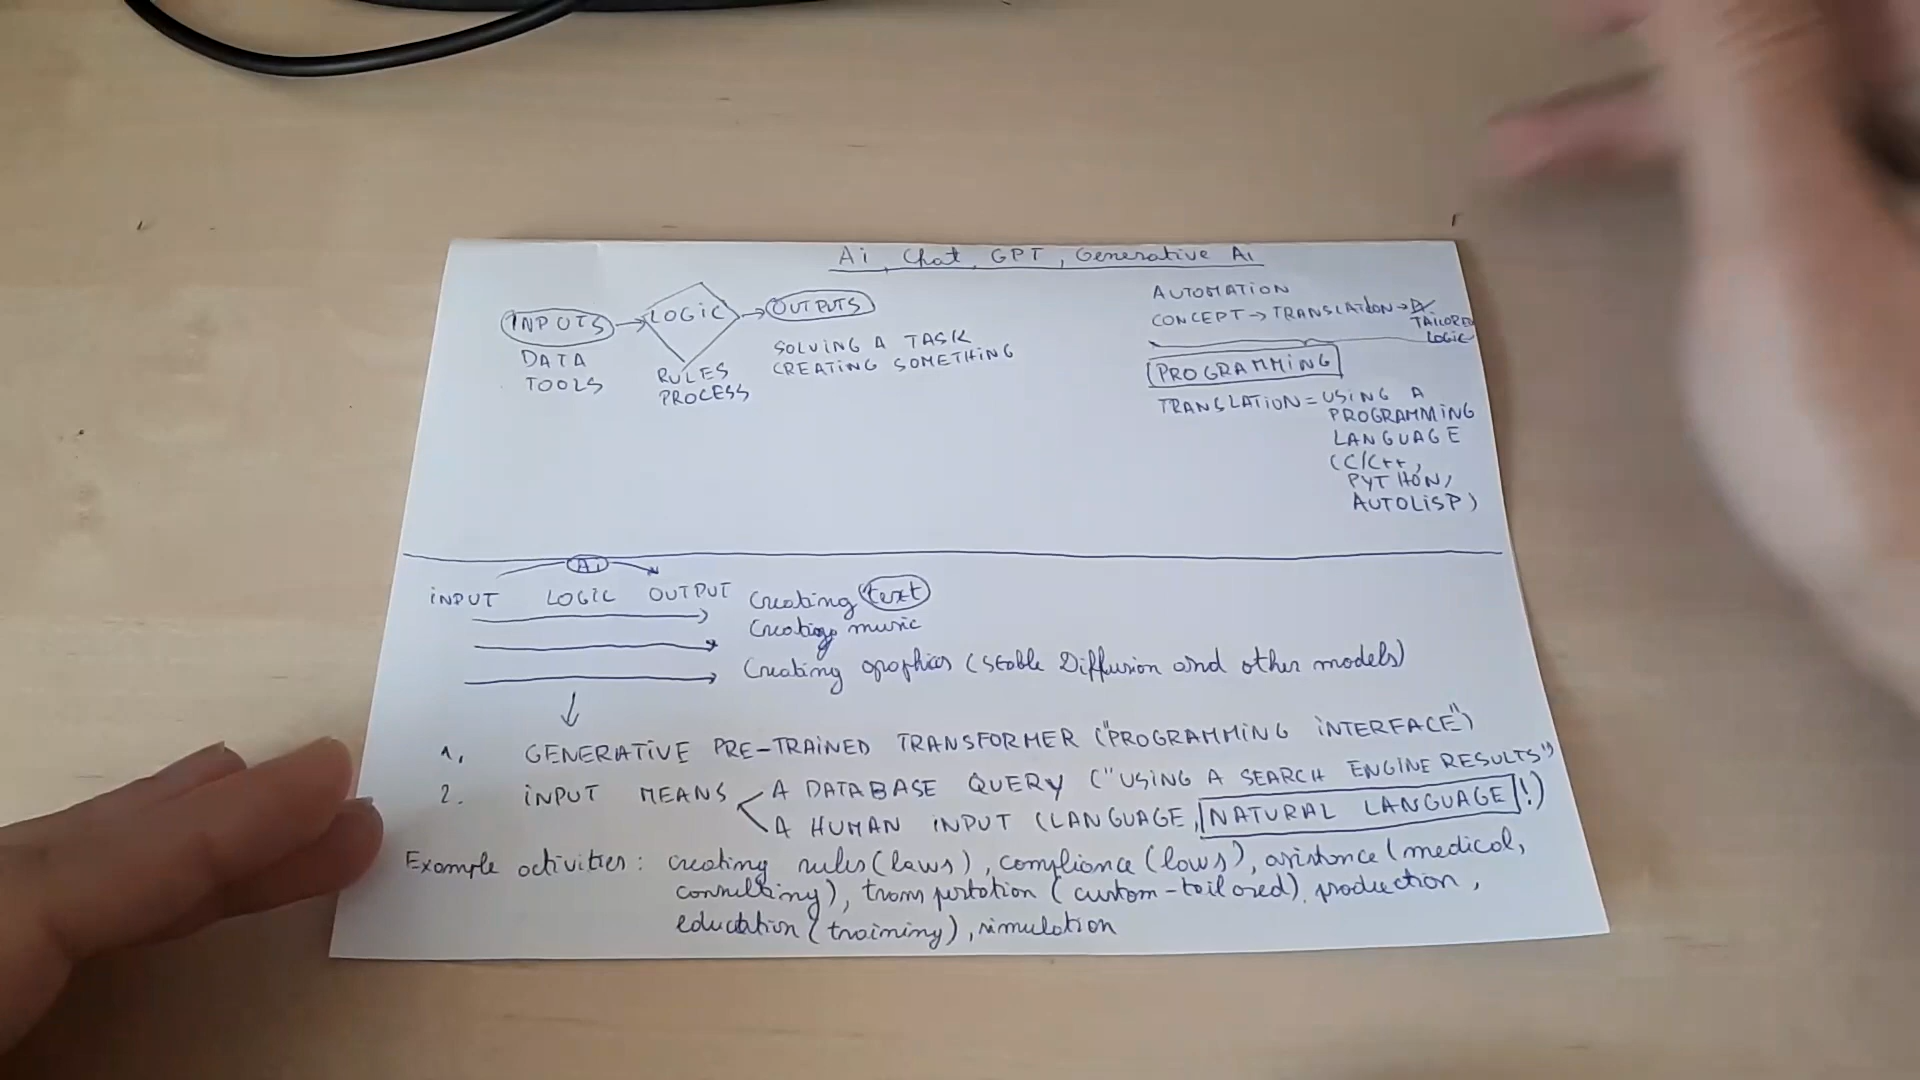 Ai, Chat GPT, Generative Ai
INPUTS → LOGIC → OUTPUTS
DATA
TOOLS
RULES
PROCESS
SOLVING A TASK
CREATING SOMETHING
AUTOMATION
CONCEPT → TRANSLATION →
TAILORED
LOGIC
PROGRAMMING
TRANSLATION = USING A
PROGRAMMING
LANGUAGE
(C/C++,
PYTHON,
AUTOLISP)
Ai
INPUT LOGIC OUTPUT
Creating text
Creating music
Creating graphics (Stable Diffusion and other models)
1. GENERATIVE PRE-TRAINED TRANSFORMER ("PROGRAMMING INTERFACE")
2. INPUT MEANS A DATABASE QUERY ("USING A SEARCH ENGINE RESULTS")
A HUMAN INPUT (LANGUAGE, NATURAL LANGUAGE!)
Example activities: creating rules (laws), compliance (laws), asistence (medical,
consulting), transportation (custom-tailored), production,
education (training), simulation